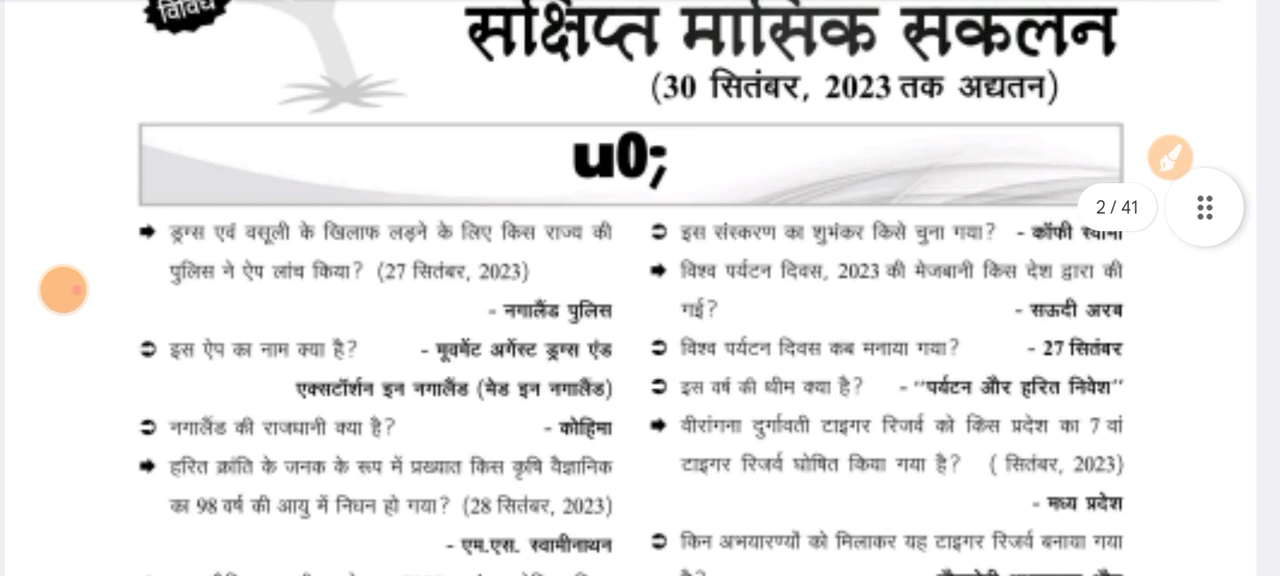 विविध
संक्षिप्त मासिक संकलन
(30 सितंबर, 2023 तक अद्यतन)
u0;
2 / 41
➡ ड्रग्स एवं वसूली के खिलाफ लड़ने के लिए किस राज्य की
पुलिस ने ऐप लांच किया? (27 सितंबर, 2023)
- नगालैंड पुलिस
➲ इस ऐप का नाम क्या है? - मूवमेंट अगेंस्ट ड्रग्स एंड
एक्सटॉर्शन इन नगालैंड (मेड इन नगालैंड)
➲ नगालैंड की राजधानी क्या है? - कोहिमा
➡ हरित क्रांति के जनक के रूप में प्रख्यात किस कृषि वैज्ञानिक
का 98 वर्ष की आयु में निधन हो गया? (28 सितंबर, 2023)
- एम.एस. स्वामीनाथन
➲ इस संस्करण का शुभंकर किसे चुना गया? - कॉफी स्वामी
➡ विश्व पर्यटन दिवस, 2023 की मेजबानी किस देश द्वारा की
गई? - सऊदी अरब
➲ विश्व पर्यटन दिवस कब मनाया गया? - 27 सितंबर
➲ इस वर्ष की थीम क्या है? - ‘‘पर्यटन और हरित निवेश’’
➡ वीरांगना दुर्गावती टाइगर रिजर्व को किस प्रदेश का 7 वां
टाइगर रिजर्व घोषित किया गया है? ( सितंबर, 2023)
- मध्य प्रदेश
➲ किन अभयारण्यों को मिलाकर यह टाइगर रिजर्व बनाया गया
है?